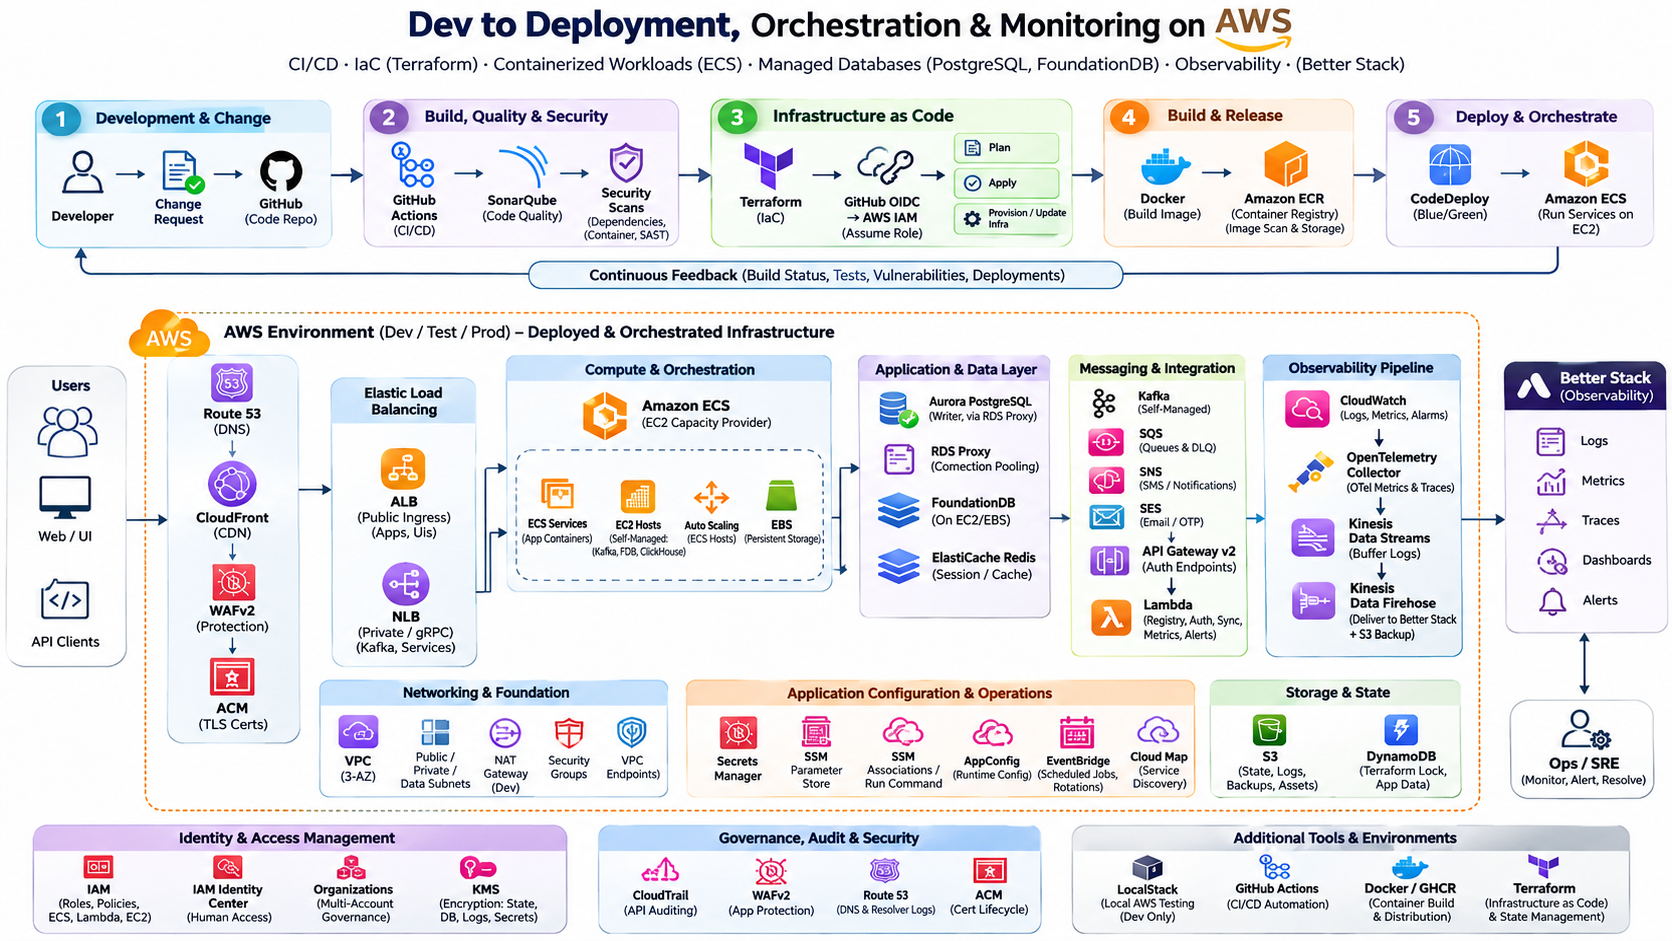 Dev to Deployment, Orchestration & Monitoring on AWS
CI/CD · IaC (Terraform) · Containerized Workloads (ECS) · Managed Databases (PostgreSQL, FoundationDB) · Observability · (Better Stack)
1 Development & Change
Developer
Change
Request
GitHub
(Code Repo)
2 Build, Quality & Security
GitHub
Actions
(CI/CD)
SonarQube
(Code Quality)
Security
Scans
(Dependencies,
(Container, SAST)
3 Infrastructure as Code
Terraform
(IaC)
GitHub OIDC
→ AWS IAM
(Assume Role)
Plan
Apply
Provision / Update
Infra
4 Build & Release
Docker
(Build Image)
Amazon ECR
(Container Registry)
(Image Scan & Storage)
5 Deploy & Orchestrate
CodeDeploy
(Blue/Green)
Amazon ECS
(Run Services on
EC2)
Continuous Feedback (Build Status, Tests, Vulnerabilities, Deployments)
AWS
AWS Environment (Dev / Test / Prod) – Deployed & Orchestrated Infrastructure
Users
Web / UI
API Clients
53
Route 53
(DNS)
CloudFront
(CDN)
WAFv2
(Protection)
ACM
(TLS Certs)
Elastic Load
Balancing
ALB
(Public Ingress)
(Apps, Uis)
NLB
(Private / gRPC)
(Kafka, Services)
Compute & Orchestration
Amazon ECS
(EC2 Capacity Provider)
ECS Services
(App Containers)
EC2 Hosts
(Self-Managed:
(Kafka, FDB, ClickHouse)
Auto Scaling
(ECS Hosts)
EBS
(Persistent Storage)
Application & Data Layer
Aurora PostgreSQL
(Writer, via RDS Proxy)
RDS Proxy
(Comection Pooling)
FoundationDB
(On EC2/EBS)
ElastiCache Redis
(Session / Cache)
Messaging & Integration
Kafka
(Self-Managed)
SQS
(Queues & DLQ)
SNS
(SMS / Notifications)
SES
(Email / OTP)
API Gateway v2
(Auth Endpoints)
Lambda
(Registry, Auth, Sync,
Metrics, Alerts)
Observability Pipeline
CloudWatch
(Logs, Metrics, Alarms)
OpenTelemetry
Collector
(OTel Metrics & Traces)
Kinesis
Data Streams
(Buffer Logs)
Kinesis
Data Firehose
(Deliver to Better Stack
+ S3 Backup)
Better Stack
(Observability)
Logs
Metrics
Traces
Dashboards
Alerts
Ops / SRE
(Monitor, Alert, Resolve)
Networking & Foundation
VPC
(3-AZ)
Public /
Private /
Data Subnets
NAT
Gateway
(Dev)
Security
Groups
VPC
Endpoints)
Application Configuration & Operations
Secrets
Manager
SSM
Parameter
Store
SSM
Associations /
Run Command
AppConfig
(Runtime Config)
EventBridge
(Scheduled Jobs,
Rotations)
Cloud Map
(Service
Discovery)
Storage & State
S3
(State, Logs,
Backups, Assets)
DynamoDB
(Terraform Lock,
App Data)
Identity & Access Management
IAM
(Roles, Policies,
ECS, Lambda, EC2)
IAM Identity
Center
(Human Access)
Organizations
(Multi-Account
Governance)
KMS
(Encryption: State,
DB, Logs, Secrets)
Governance, Audit & Security
CloudTrail
(API Auditing)
WAFv2
(App Protection)
53
Route 53
(DNS & Resolver Logs)
ACM
(Cert Lifecycle)
Additional Tools & Environments
LocalStack
(Local AWS Testing
(Dev Only)
GitHub Actions
(CI/CD Automation)
Docker / GHCR
(Container Build
& Distribution)
Terraform
(Infrastructure as Code)
& State Management)